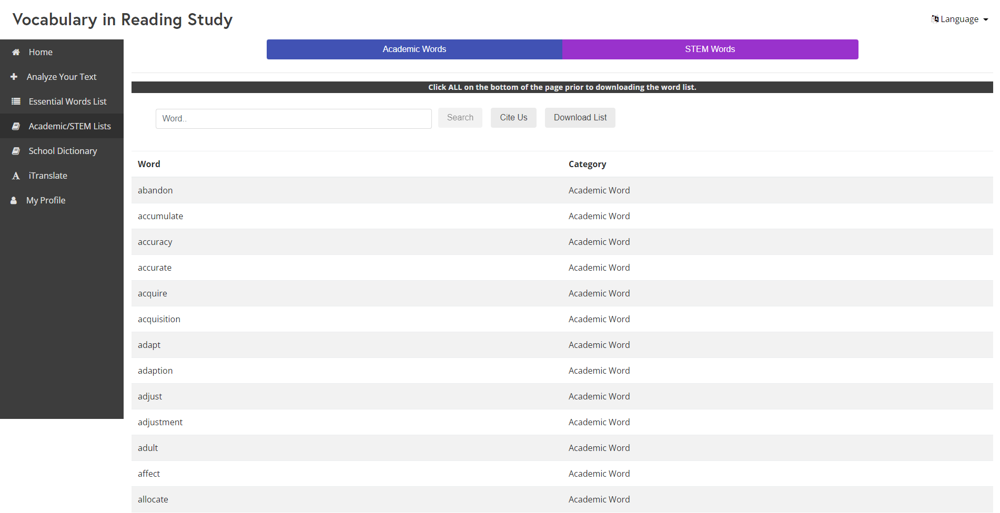 Vocabulary in Reading Study
Language
Home
Analyze Your Text
Essential Words List
Academic/STEM Lists
School Dictionary
iTranslate
My Profile
Academic Words STEM Words
Click ALL on the bottom of the page prior to downloading the word list.
Word.. Search Cite Us Download List
Word Category
abandon Academic Word
accumulate Academic Word
accuracy Academic Word
accurate Academic Word
acquire Academic Word
acquisition Academic Word
adapt Academic Word
adaption Academic Word
adjust Academic Word
adjustment Academic Word
adult Academic Word
affect Academic Word
allocate Academic Word